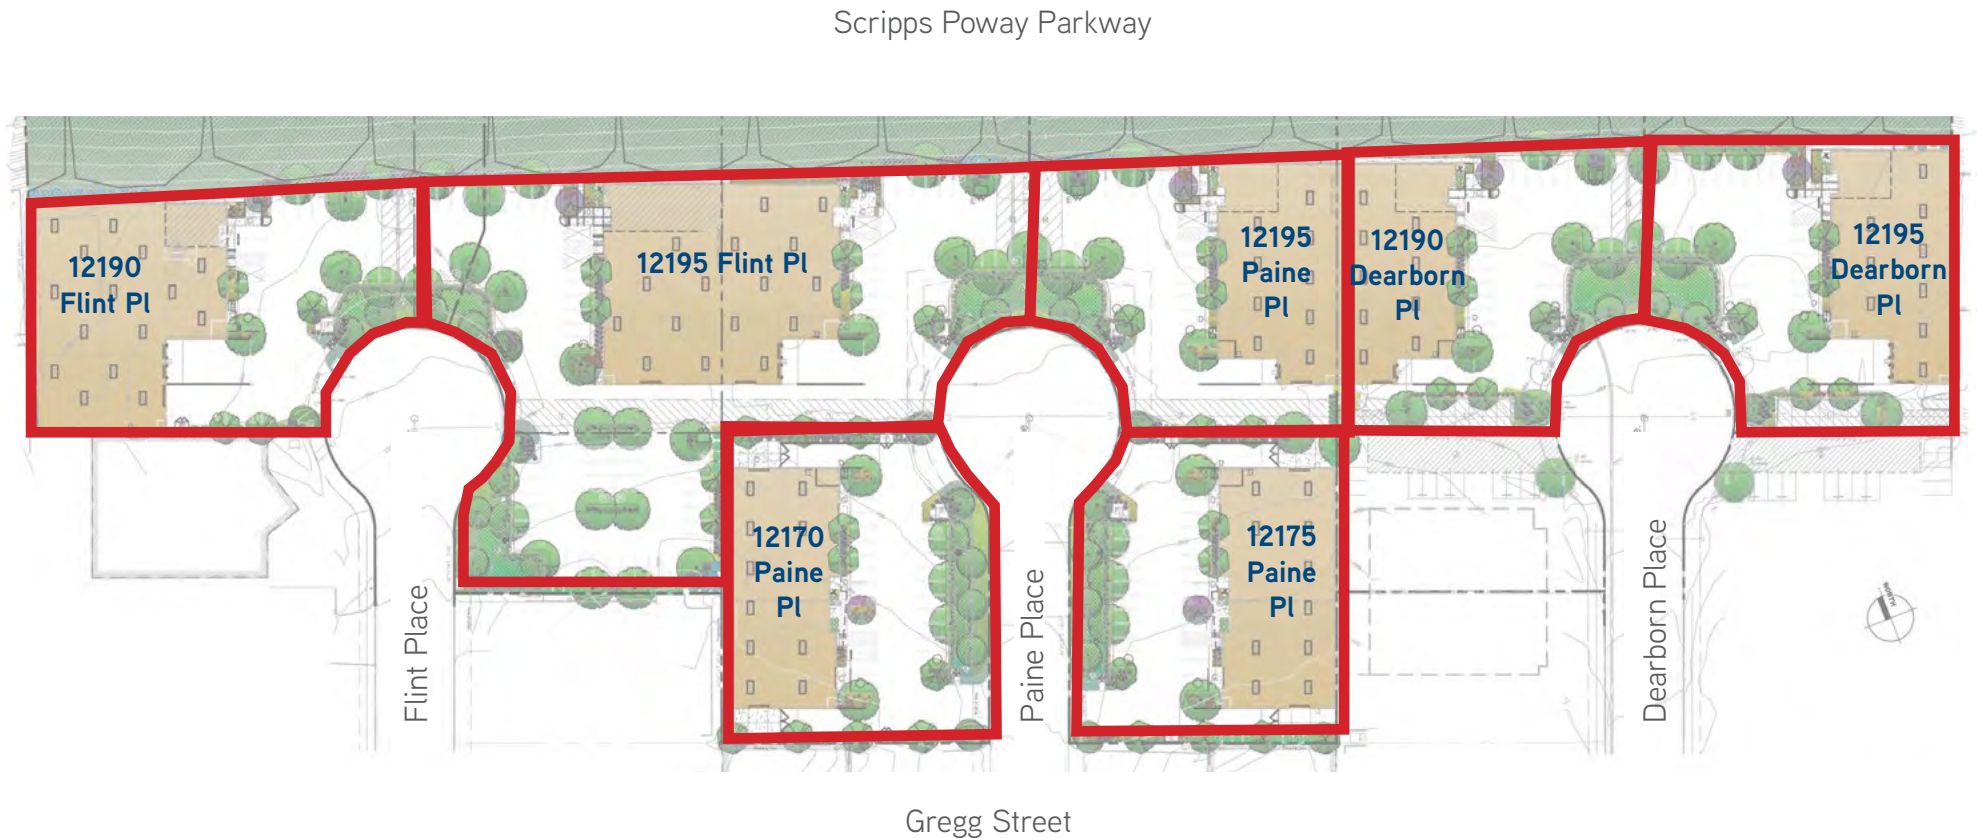 Scripps Poway Parkway
12190
Flint Pl
12195 Flint Pl
12195
Paine
Pl
12190
Dearborn
Pl
12195
Dearborn
Pl
12170
Paine
Pl
12175
Paine
Pl
Flint Place
Paine Place
Dearborn Place
NORTH
Gregg Street